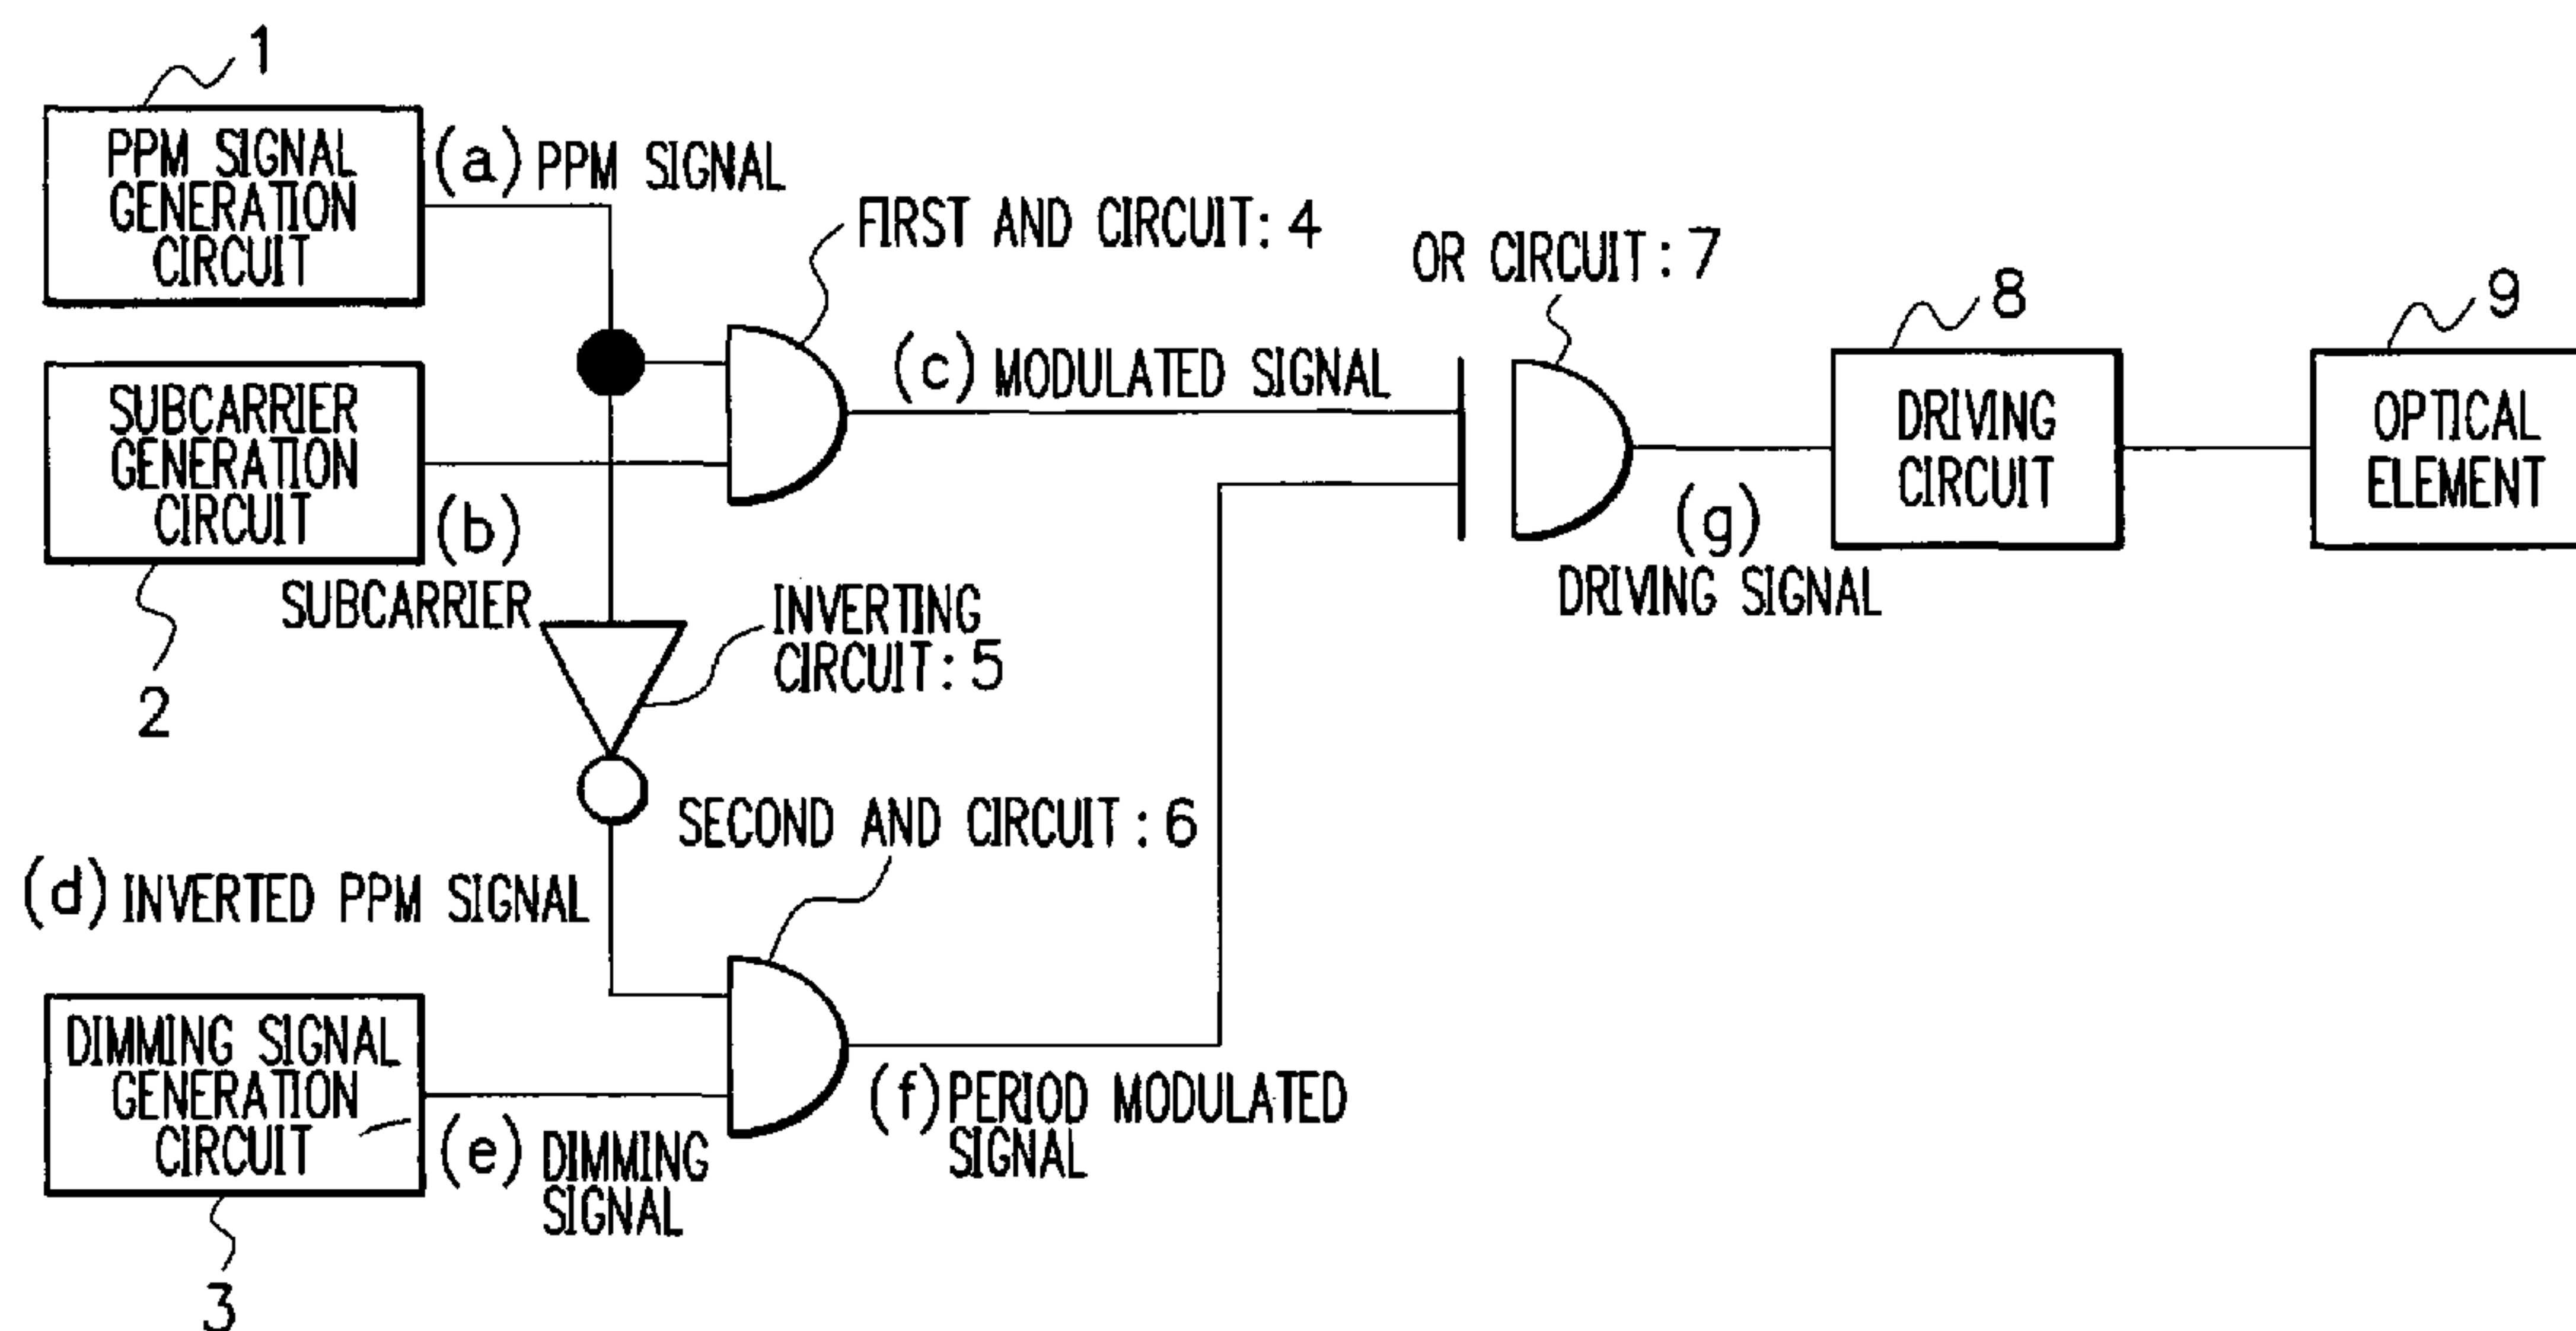 1
PPM SIGNAL
GENERATION
CIRCUIT
(a) PPM SIGNAL
FIRST AND CIRCUIT: 4
OR CIRCUIT: 7
8
9
SUBCARRIER
GENERATION
CIRCUIT
(b)
SUBCARRIER
2
(c) MODULATED SIGNAL
DRIVING
CIRCUIT
OPTICAL
ELEMENT
(g)
DRIVING SIGNAL
INVERTING
CIRCUIT: 5
SECOND AND CIRCUIT: 6
(d) INVERTED PPM SIGNAL
DIMMING SIGNAL
GENERATION
CIRCUIT
(e) DIMMING
SIGNAL
(f) PERIOD MODULATED
SIGNAL
3